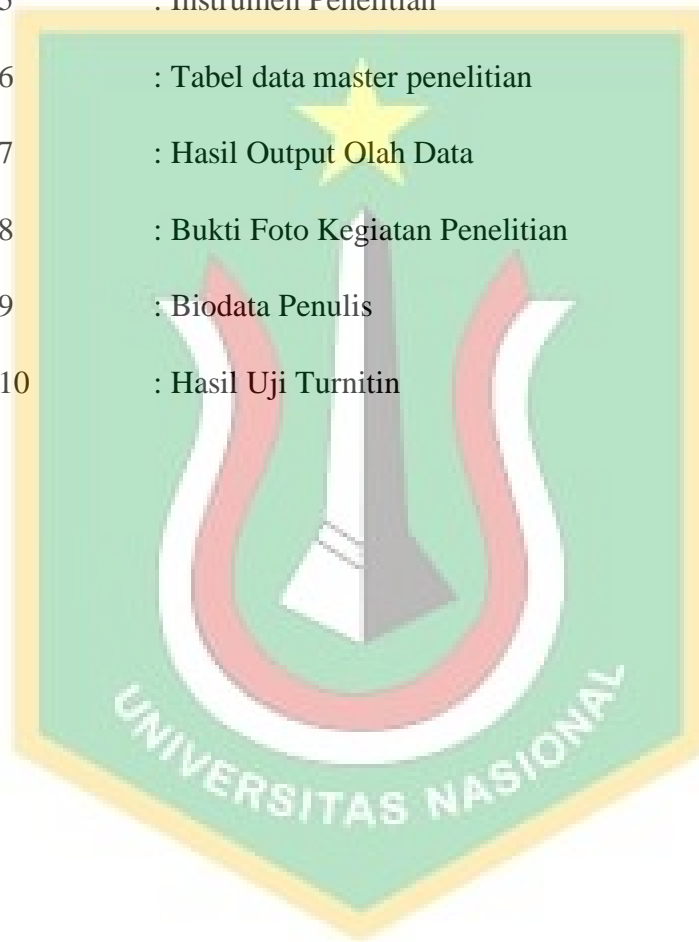 5 : Instrumen Penelitian
6 : Tabel data master penelitian
7 : Hasil Output Olah Data
8 : Bukti Foto Kegiatan Penelitian
9 : Biodata Penulis
10 : Hasil Uji Turnitin
UNIVERSITAS NASIONAL